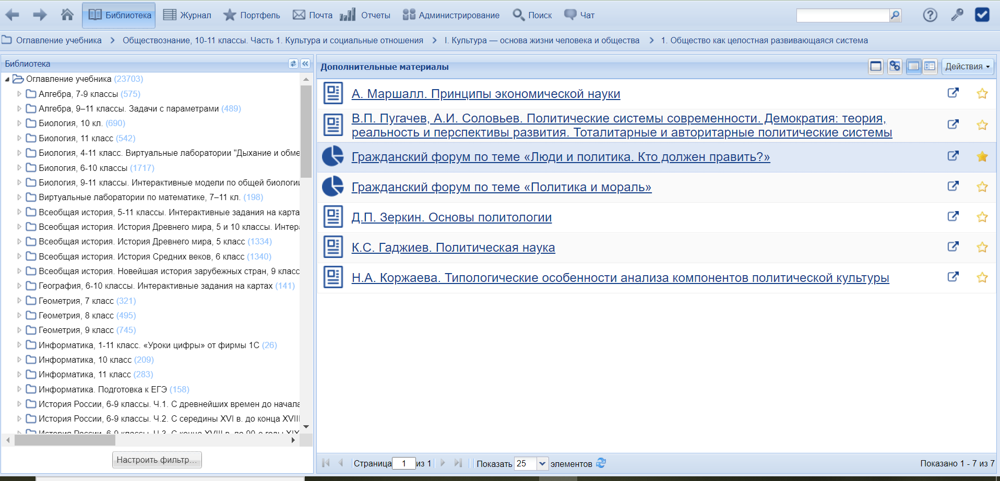 Библиотека Журнал Портфель Почта Отчеты Администрирование Поиск Чат
Оглавление учебника Обществознание, 10-11 классы. Часть 1. Культура и социальные отношения I. Культура — основа жизни человека и общества 1. Общество как целостная развивающаяся система
Библиотека
Оглавление учебника (23703)
Алгебра, 7-9 классы (575)
Алгебра, 9–11 классы. Задачи с параметрами (489)
Биология, 10 кл. (690)
Биология, 11 класс (542)
Биология, 4-11 класс. Виртуальные лаборатории "Дыхание и обме
Биология, 6-10 классы (1717)
Биология, 9-11 классы. Интерактивные модели по общей биологии
Виртуальные лаборатории по математике, 7–11 кл. (198)
Всеобщая история, 5-11 классы. Интерактивные задания на карта
Всеобщая история. История Древнего мира, 5 и 10 классы. Интер
Всеобщая история. История Древнего мира, 5 класс (1334)
Всеобщая история. История Средних веков, 6 класс (1340)
Всеобщая история. Новейшая история зарубежных стран, 9 класс
География, 6-10 классы. Интерактивные задания на картах (141)
Геометрия, 7 класс (321)
Геометрия, 8 класс (495)
Геометрия, 9 класс (745)
Информатика, 1-11 класс. «Уроки цифры» от фирмы 1С (26)
Информатика, 10 класс (209)
Информатика, 11 класс (283)
Информатика. Подготовка к ЕГЭ (158)
История России, 6-9 классы. Ч.1. С древнейших времен до начала
История России, 6-9 классы. Ч.2. С середины XVI в. до конца XVIII
История России, 6-9 классы. Ч.3. С конца XVIII в. до 90-е годы XIX
Настроить фильтр...
Дополнительные материалы
Действия
А. Маршалл. Принципы экономической науки
В.П. Пугачев, А.И. Соловьев. Политические системы современности. Демократия: теория,
реальность и перспективы развития. Тоталитарные и авторитарные политические системы
Гражданский форум по теме «Люди и политика. Кто должен править?»
Гражданский форум по теме «Политика и мораль»
Д.П. Зеркин. Основы политологии
К.С. Гаджиев. Политическая наука
Н.А. Коржаева. Типологические особенности анализа компонентов политической культуры
Страница 1 из 1 Показать 25 элементов Показано 1 - 7 из 7